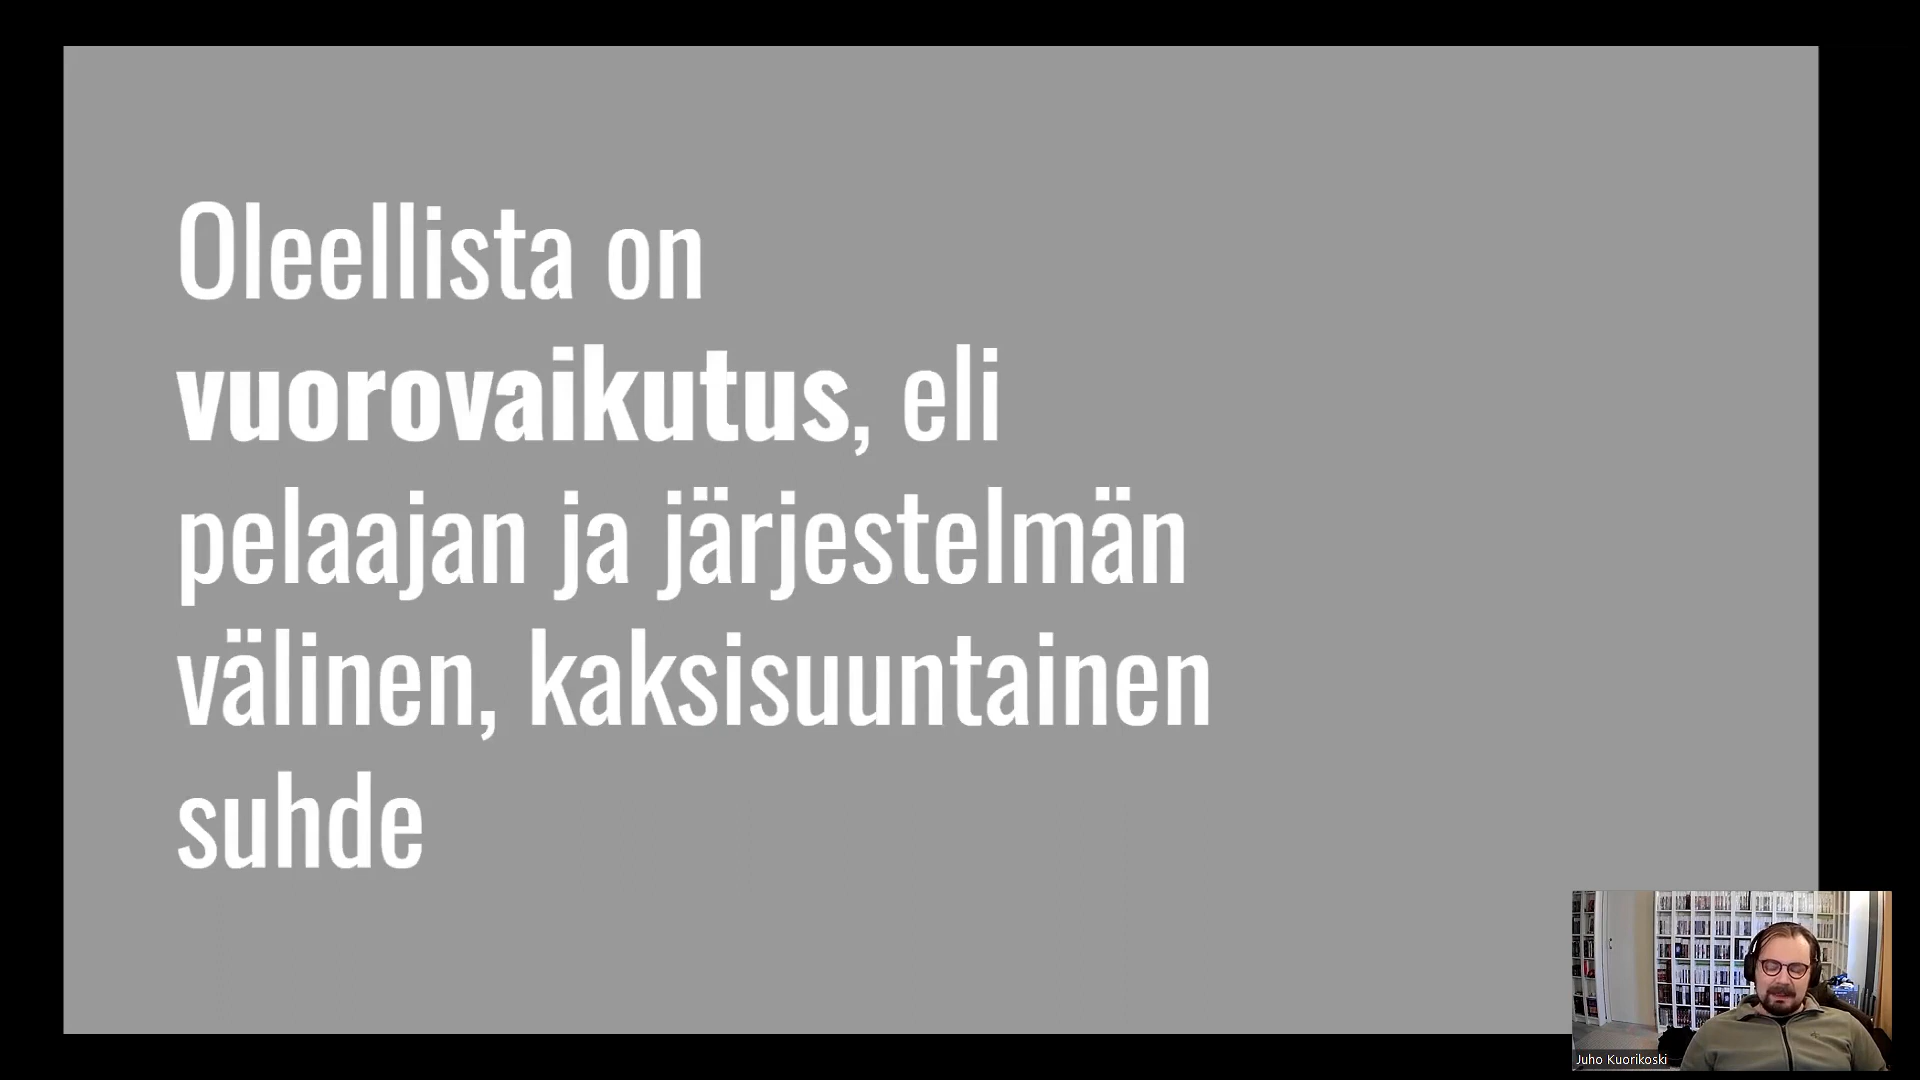 Oleellista on
vuorovaikutus, eli
pelaajan ja järjestelmän
välinen, kaksisuuntainen
suhde
Juho Kuorikoski